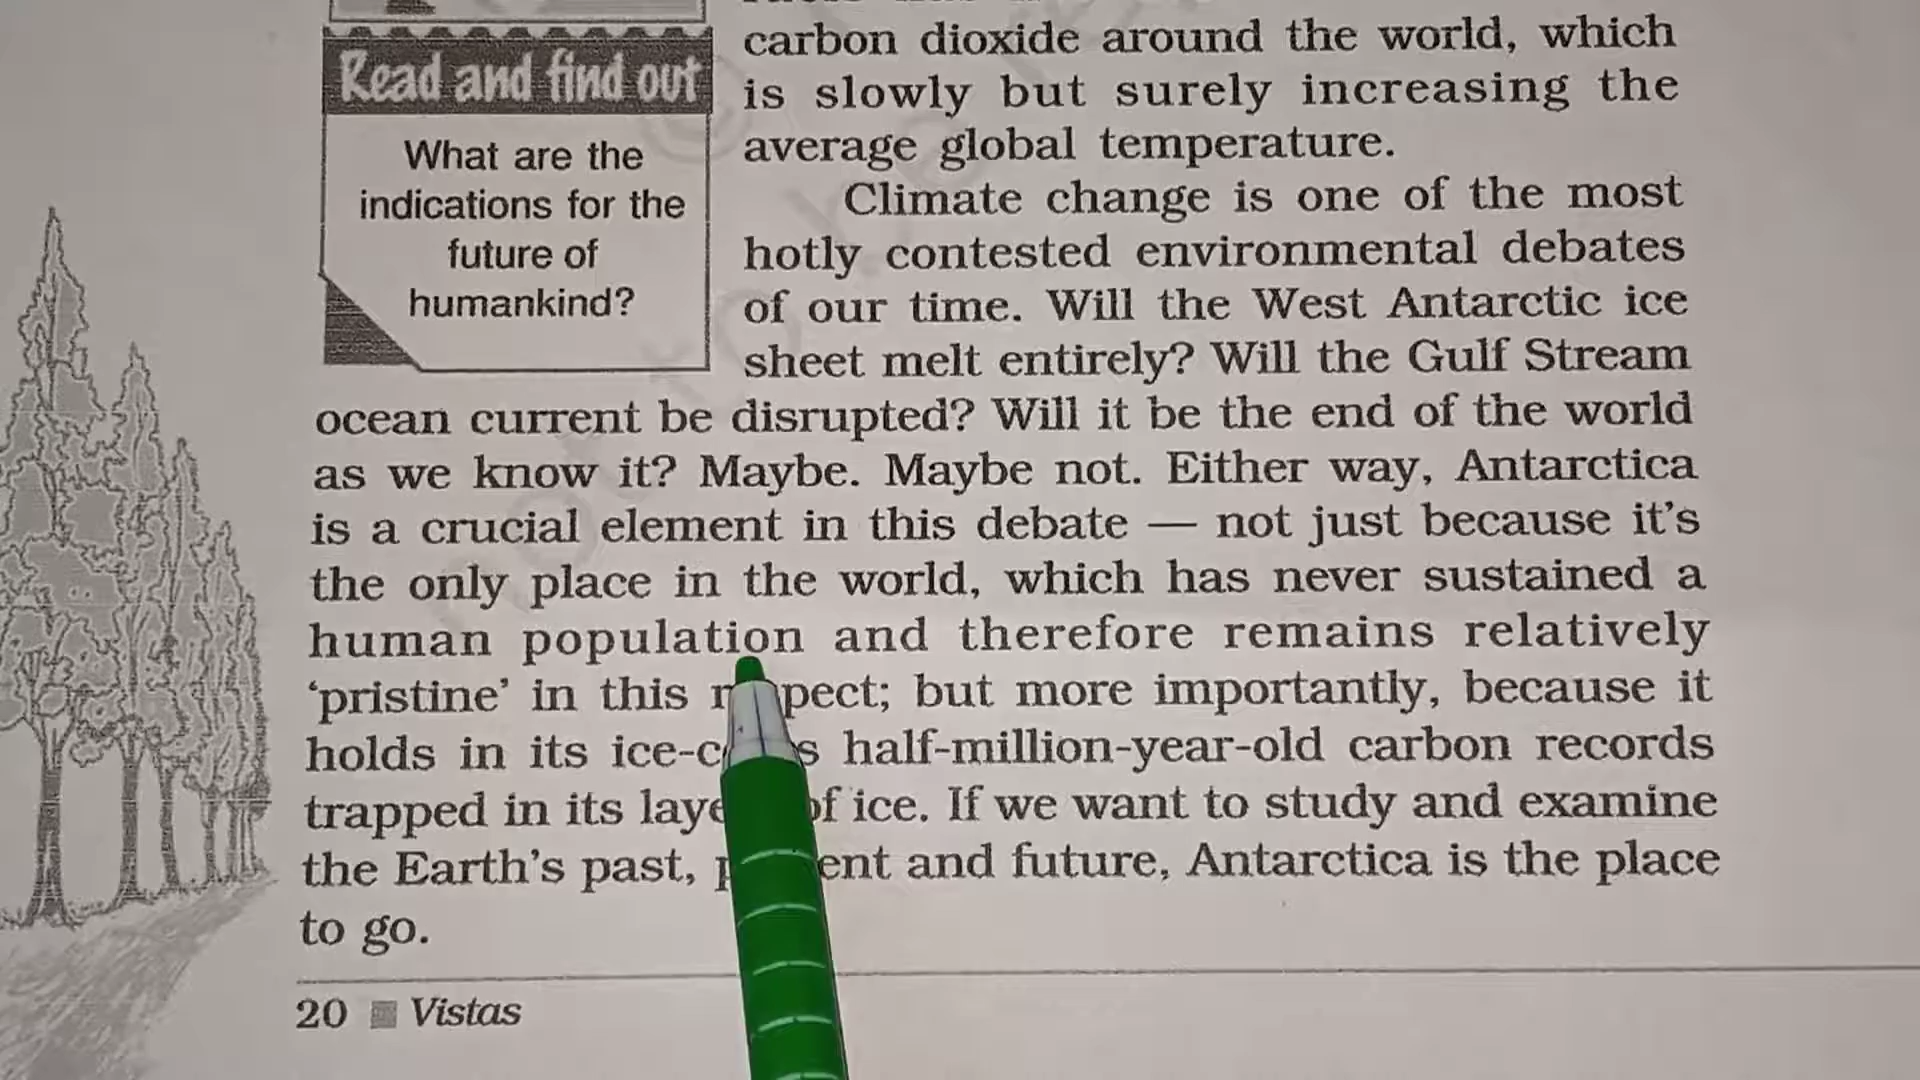 Read and find out
What are the
indications for the
future of
humankind?
carbon dioxide around the world, which
is slowly but surely increasing the
average global temperature.
Climate change is one of the most
hotly contested environmental debates
of our time. Will the West Antarctic ice
sheet melt entirely? Will the Gulf Stream
ocean current be disrupted? Will it be the end of the world
as we know it? Maybe. Maybe not. Either way, Antarctica
is a crucial element in this debate — not just because it's
the only place in the world, which has never sustained a
human population and therefore remains relatively
'pristine' in this pect; but more importantly, because it
holds in its ice-c s half-million-year-old carbon records
trapped in its laye of ice. If we want to study and examine
the Earth's past, p ent and future, Antarctica is the place
to go.
20 Vistas